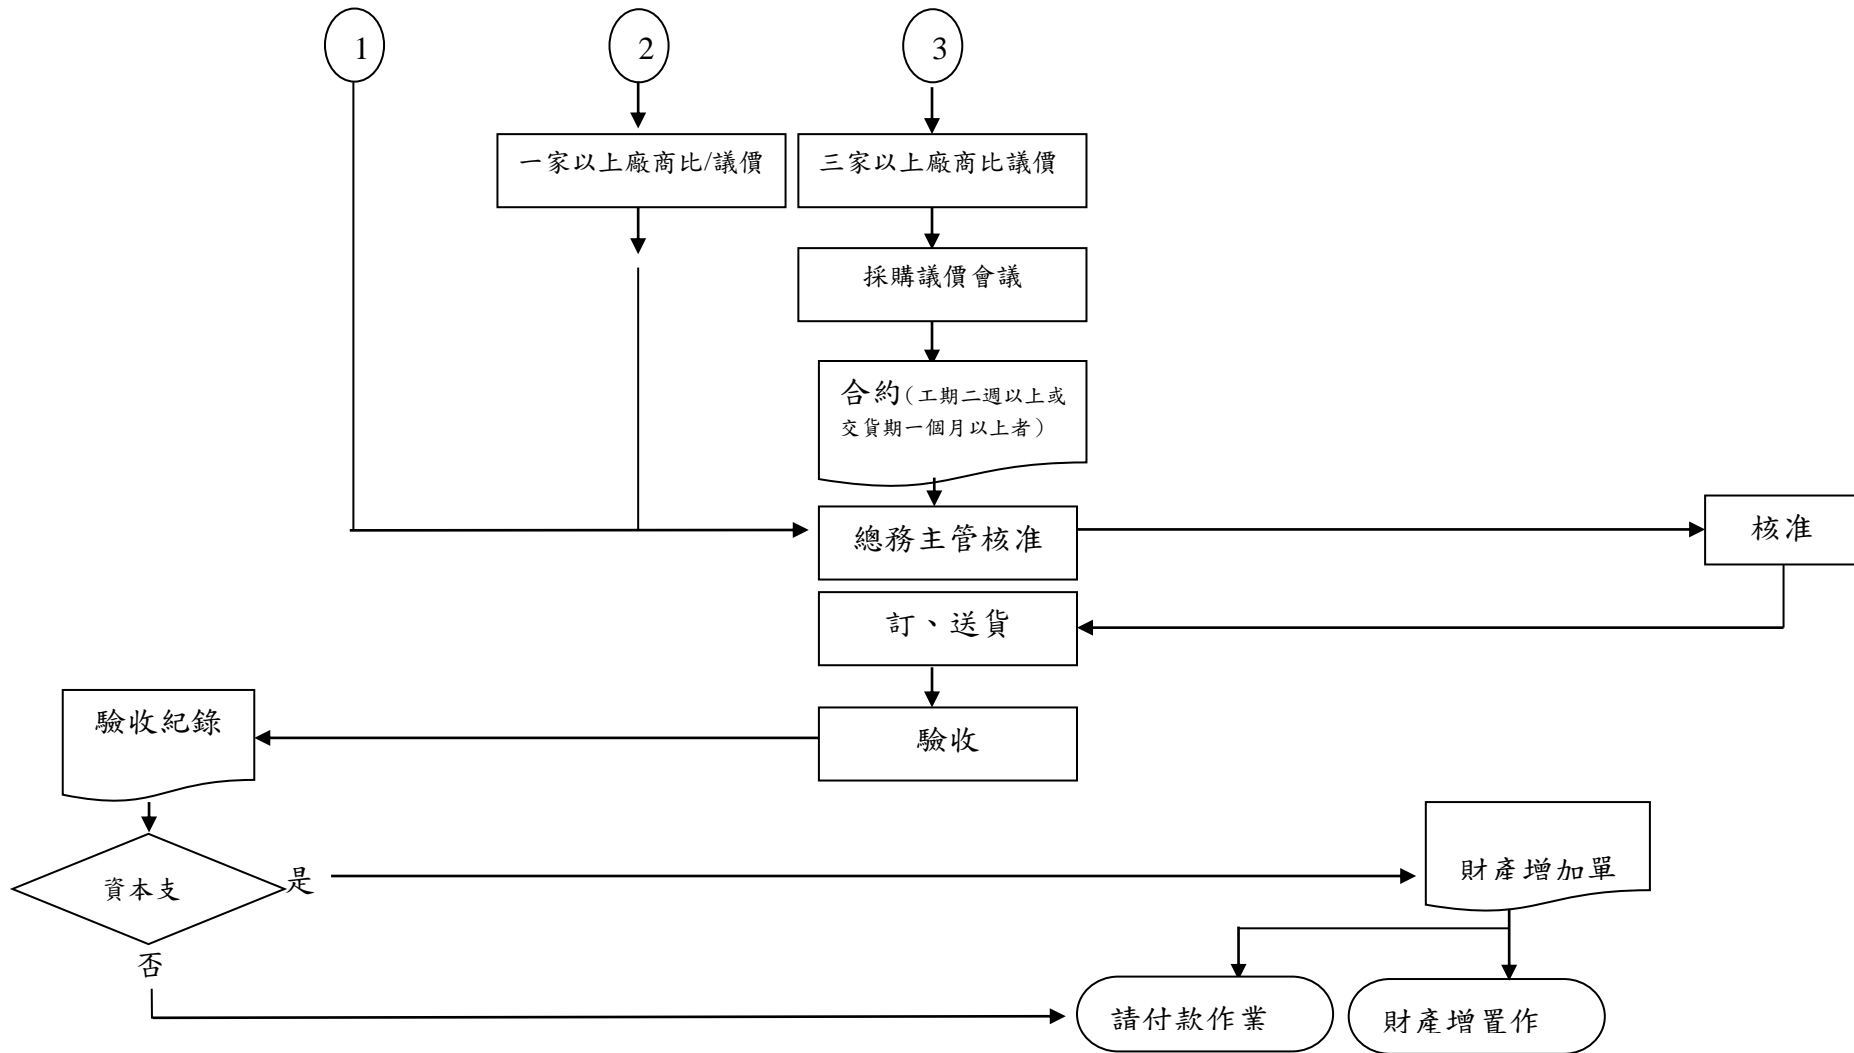 1
2
3
一家以上廠商比/議價
三家以上廠商比議價
採購議價會議
合約（工期二週以上或
交貨期一個月以上者）
總務主管核准
核准
訂、送貨
驗收紀錄
驗收
資本支
是
財產增加單
否
請付款作業
財產增置作